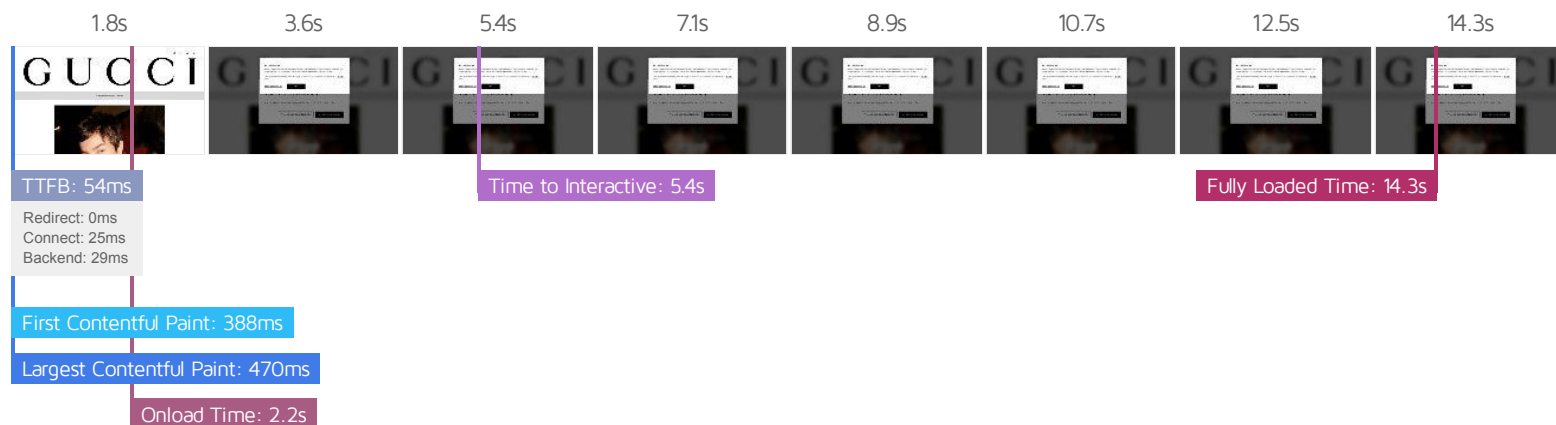 1.8s 3.6s 5.4s 7.1s 8.9s 10.7s 12.5s 14.3s
GUCCI
TTFB: 54ms
Time to Interactive: 5.4s
Fully Loaded Time: 14.3s
Redirect: 0ms
Connect: 25ms
Backend: 29ms
First Contentful Paint: 388ms
Largest Contentful Paint: 470ms
Onload Time: 2.2s